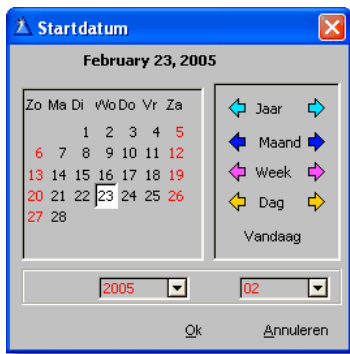 Startdatum
February 23, 2005
Zo Ma Di Wo Do Vr Za
1 2 3 4 5
6 7 8 9 10 11 12
13 14 15 16 17 18 19
20 21 22 23 24 25 26
27 28
Jaar
Maand
Week
Dag
Vandaag
2005 02
Ok Annuleren